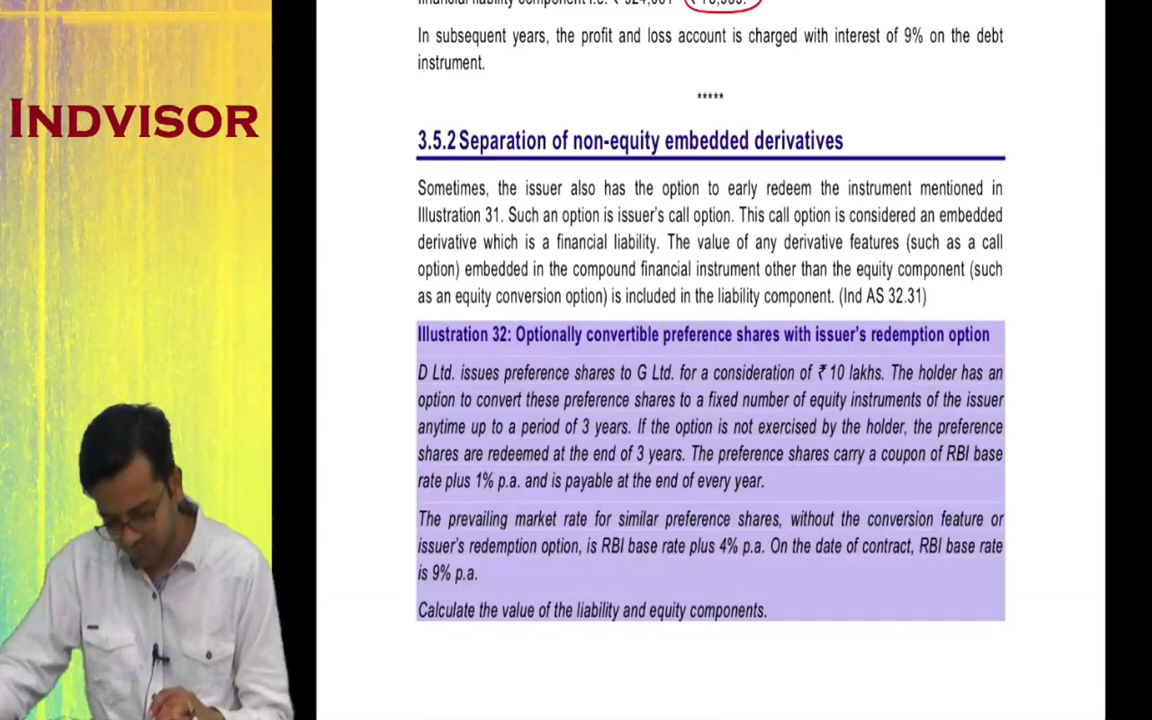 INDVISOR
In subsequent years, the profit and loss account is charged with interest of 9% on the debt
instrument.
*****
3.5.2 Separation of non-equity embedded derivatives
Sometimes, the issuer also has the option to early redeem the instrument mentioned in
Illustration 31. Such an option is issuer's call option. This call option is considered an embedded
derivative which is a financial liability. The value of any derivative features (such as a call
option) embedded in the compound financial instrument other than the equity component (such
as an equity conversion option) is included in the liability component. (Ind AS 32.31)
Illustration 32: Optionally convertible preference shares with issuer's redemption option
D Ltd. issues preference shares to G Ltd. for a consideration of ₹ 10 lakhs. The holder has an
option to convert these preference shares to a fixed number of equity instruments of the issuer
anytime up to a period of 3 years. If the option is not exercised by the holder, the preference
shares are redeemed at the end of 3 years. The preference shares carry a coupon of RBI base
rate plus 1% p.a. and is payable at the end of every year.
The prevailing market rate for similar preference shares, without the conversion feature or
issuer's redemption option, is RBI base rate plus 4% p.a. On the date of contract, RBI base rate
is 9% p.a.
Calculate the value of the liability and equity components.